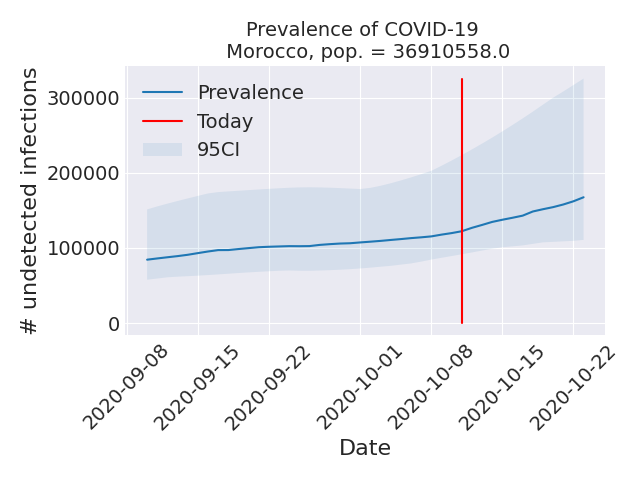 Prevalence of COVID-19
Morocco, pop. = 36910558.0
Prevalence
Today
95CI
# undetected infections
300000
200000
100000
0
2020-09-08
2020-09-15
2020-09-22
2020-10-01
2020-10-08
2020-10-15
2020-10-22
Date